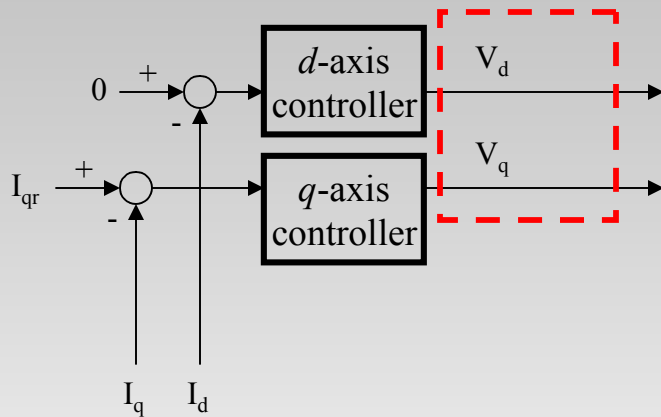 d-axis
controller
V_d
0
+
-
q-axis
controller
V_q
I_qr
+
-
I_q
I_d